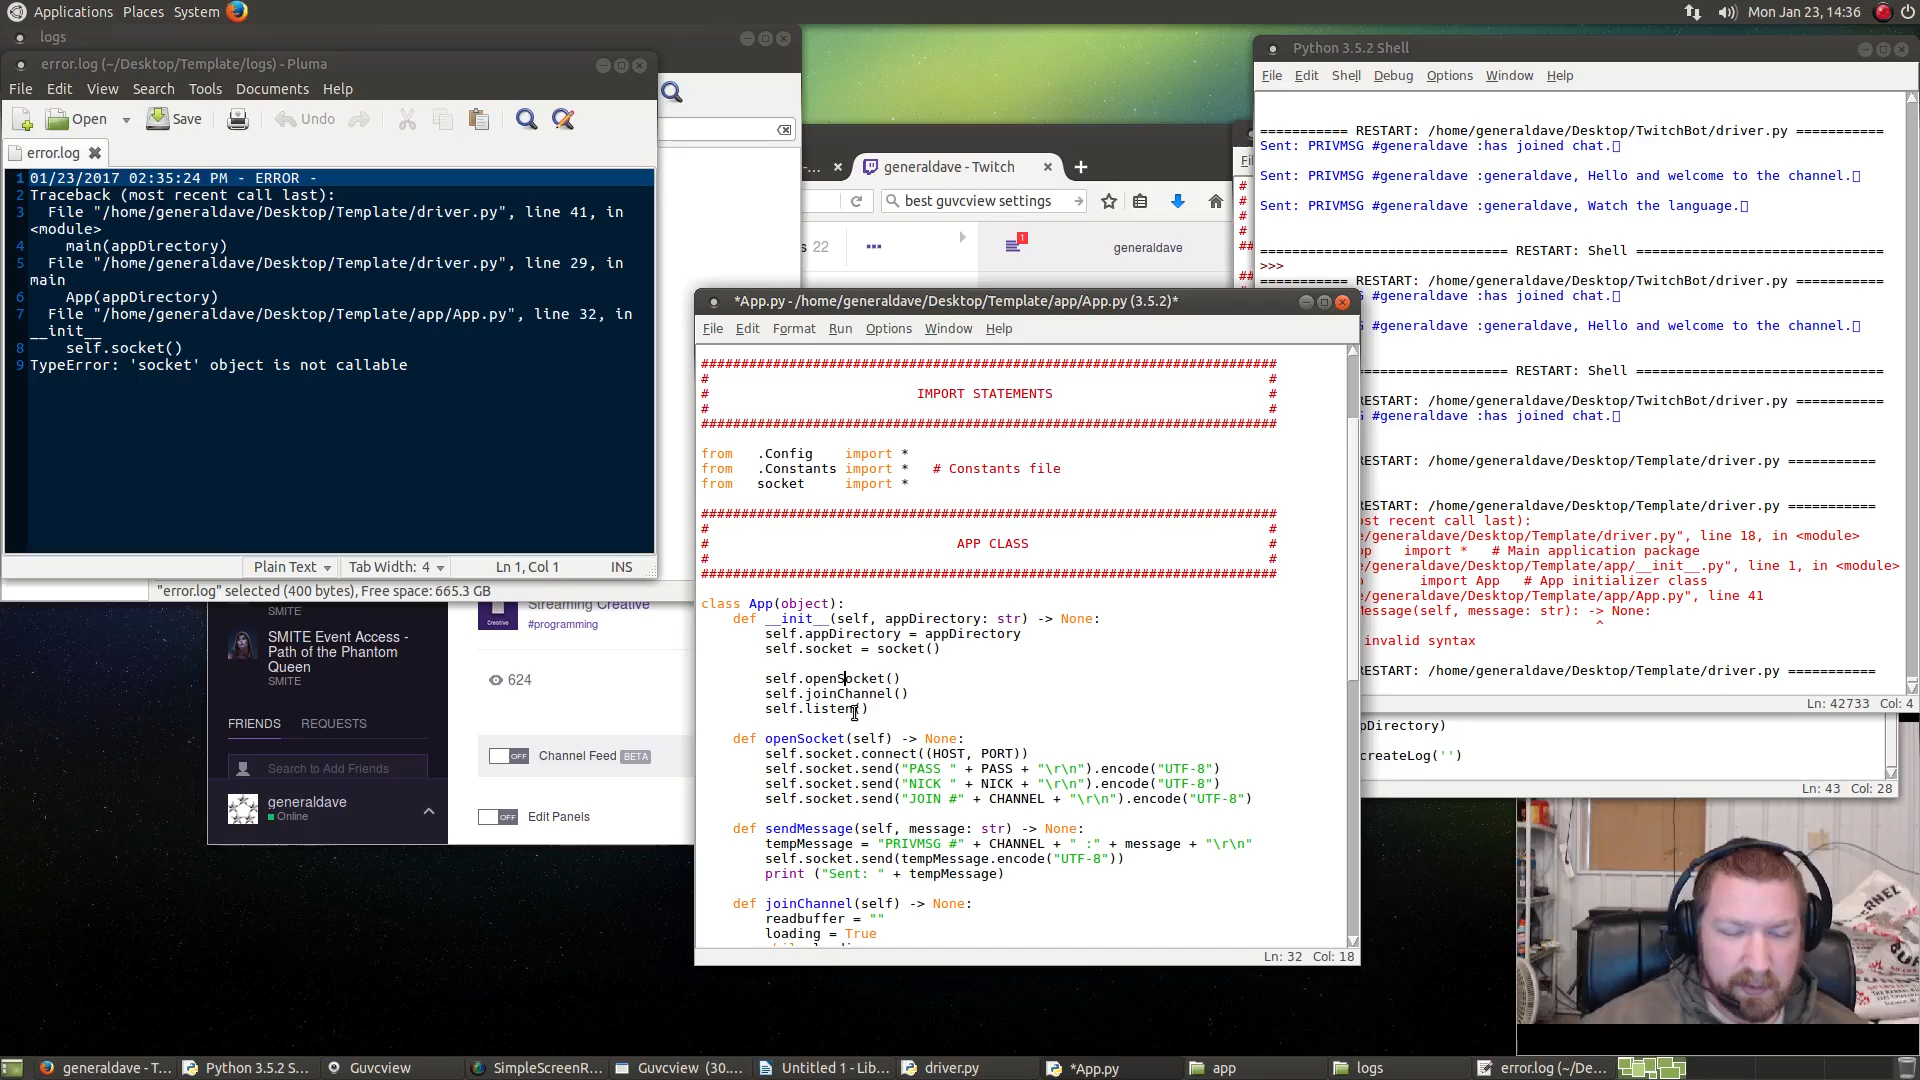 Applications Places System
Mon Jan 23, 14:36
logs
error.log (~/Desktop/Template/logs) - Pluma
File Edit View Search Tools Documents Help
Open Save Undo
error.log
1 01/23/2017 02:35:24 PM - ERROR -
2 Traceback (most recent call last):
3 File "/home/generaldave/Desktop/Template/driver.py", line 41, in
<module>
4 main(appDirectory)
5 File "/home/generaldave/Desktop/Template/driver.py", line 29, in
main
6 App(appDirectory)
7 File "/home/generaldave/Desktop/Template/app/App.py", line 32, in
__init__
8 self.socket()
9 TypeError: 'socket' object is not callable
Plain Text Tab Width: 4 Ln 1, Col 1 INS
"error.log" selected (400 bytes), Free space: 665.3 GB
generaldave - Twitch
best guvcview settings
22
1
generaldave
SMITE
SMITE Event Access -
Path of the Phantom
Queen
SMITE
FRIENDS REQUESTS
Search to Add Friends
generaldave
Online
Streaming Creative
Creative
#programming
624
OFF Channel Feed BETA
OFF Edit Panels
*App.py - /home/generaldave/Desktop/Template/app/App.py (3.5.2)*
File Edit Format Run Options Window Help
########################################################################
# #
# IMPORT STATEMENTS #
# #
########################################################################
from .Config import *
from .Constants import * # Constants file
from socket import *
########################################################################
# #
# APP CLASS #
# #
########################################################################
class App(object):
def __init__(self, appDirectory: str) -> None:
self.appDirectory = appDirectory
self.socket = socket()
self.openSocket()
self.joinChannel()
self.listen()
def openSocket(self) -> None:
self.socket.connect((HOST, PORT))
self.socket.send("PASS " + PASS + "\r\n").encode("UTF-8")
self.socket.send("NICK " + NICK + "\r\n").encode("UTF-8")
self.socket.send("JOIN #" + CHANNEL + "\r\n").encode("UTF-8")
def sendMessage(self, message: str) -> None:
tempMessage = "PRIVMSG #" + CHANNEL + " :" + message + "\r\n"
self.socket.send(tempMessage.encode("UTF-8"))
print ("Sent: " + tempMessage)
def joinChannel(self) -> None:
readbuffer = ""
loading = True
Ln: 32 Col: 18
Python 3.5.2 Shell
File Edit Shell Debug Options Window Help
=========== RESTART: /home/generaldave/Desktop/TwitchBot/driver.py ===========
Sent: PRIVMSG #generaldave :has joined chat.
Sent: PRIVMSG #generaldave :generaldave, Hello and welcome to the channel.
Sent: PRIVMSG #generaldave :generaldave, Watch the language.
=============================== RESTART: Shell ===============================
>>>
=========== RESTART: /home/generaldave/Desktop/TwitchBot/driver.py ===========
G #generaldave :has joined chat.
G #generaldave :generaldave, Hello and welcome to the channel.
================== RESTART: Shell ===============================
RESTART: /home/generaldave/Desktop/TwitchBot/driver.py ===========
G #generaldave :has joined chat.
RESTART: /home/generaldave/Desktop/Template/driver.py ===========
RESTART: /home/generaldave/Desktop/Template/driver.py ===========
ost recent call last):
e/generaldave/Desktop/Template/driver.py", line 18, in <module>
pp import * # Main application package
e/generaldave/Desktop/Template/app/__init__.py", line 1, in <module>
p import App # App initializer class
e/generaldave/Desktop/Template/app/App.py", line 41
Message(self, message: str): -> None:
^
invalid syntax
RESTART: /home/generaldave/Desktop/Template/driver.py ===========
Ln: 42733 Col: 4
pDirectory)
createLog('')
Ln: 43 Col: 28
generaldave - T... Python 3.5.2 S... Guvcview SimpleScreenR... Guvcview (30.... Untitled 1 - Lib... driver.py *App.py app logs error.log (~/De...